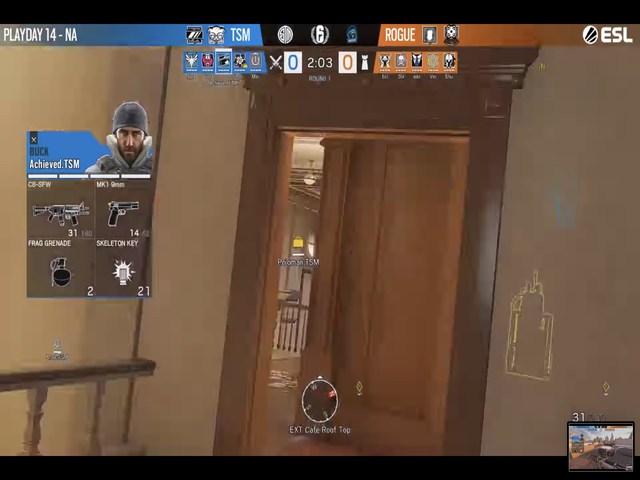 PLAYDAY 14 - NA
TSM
ROGUE
ESL
0
2:03
0
ROUND 1
BUCK
Achieved.TSM
C8-SFW
MK1 9mm
31
14
FRAG GRENADE
SKELETON KEY
2
21
Pojoman.TSM
EXT Cafe Roof Top
31